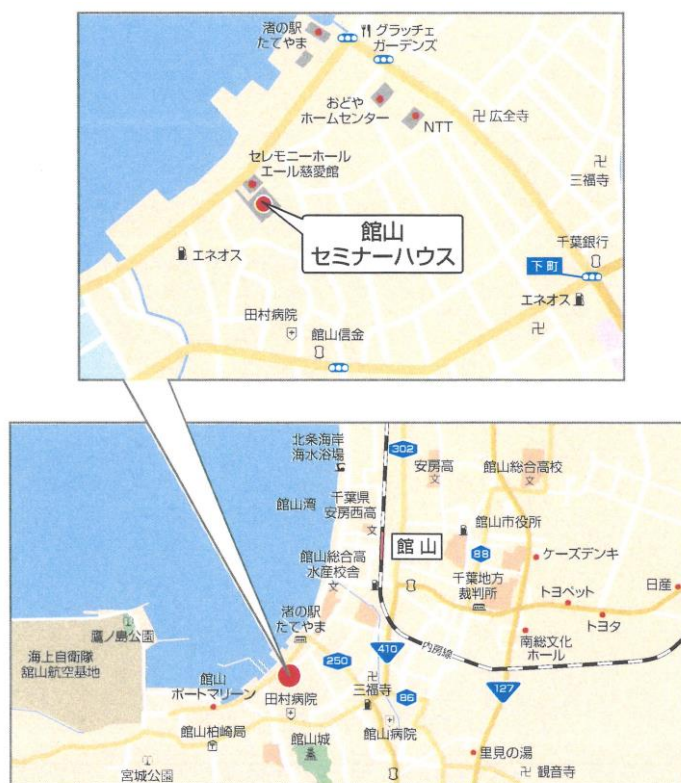 渚の駅
たてやま
グラッチェ
ガーデンズ
おどや
ホームセンター
NTT
卍広全寺
セレモニーホール
エール慈愛館
卍
三福寺
館山
セミナーハウス
エネオス
千葉銀行
下町
エネオス
卍
田村病院
館山信金
北条海岸
海水浴場
302
安房高
文
館山総合高校
文
館山湾
千葉県
安房西高
文
館山
館山市役所
88
ケーズデンキ
館山総合高
水産校舎
文
千葉地方
裁判所
トヨペット
日産
トヨタ
渚の駅
たてやま
鷹ノ島公園
海上自衛隊
舘山航空基地
410
内房線
南総文化
ホール
250
館山
ポートマリーン
田村病院
卍
三福寺
86
127
館山柏崎局
館山城
館山病院
里見の湯
宮城公園
卍観音寺